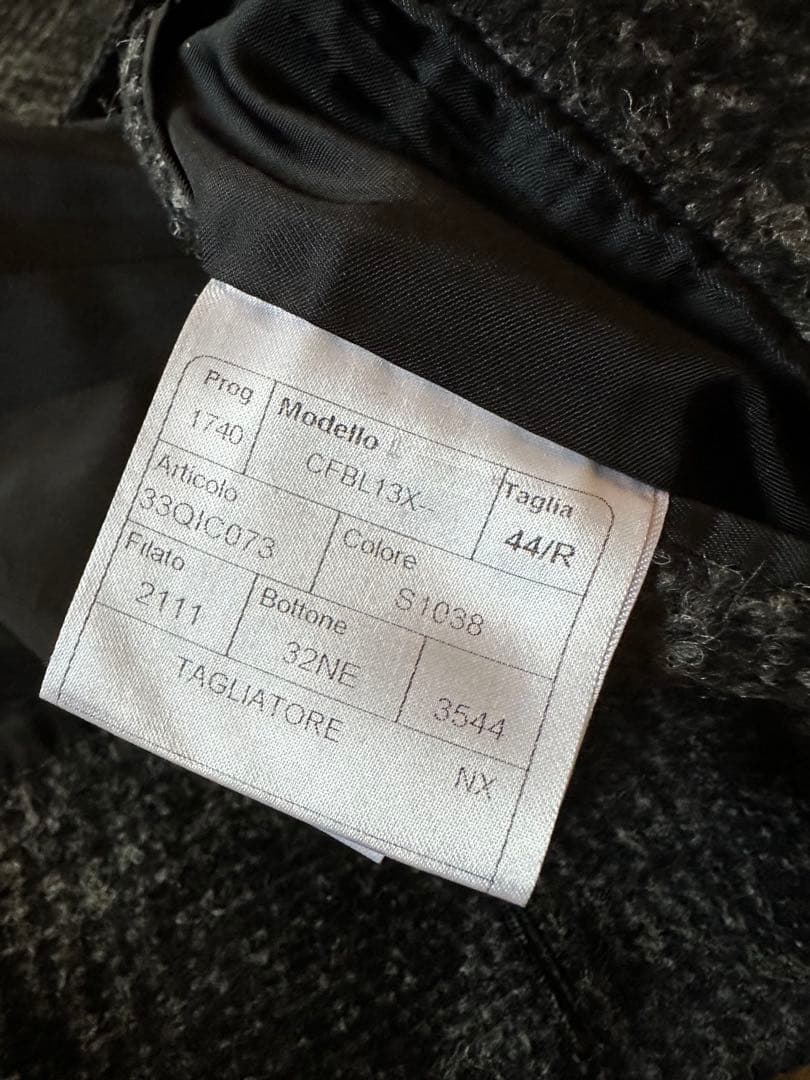 Prog
1740
Modello
CFBL13X--
Taglia
44/R
Articolo
33QIC073
Colore
S1038
Filato
2111
Bottone
32NE
3544
TAGLIATORE
NX